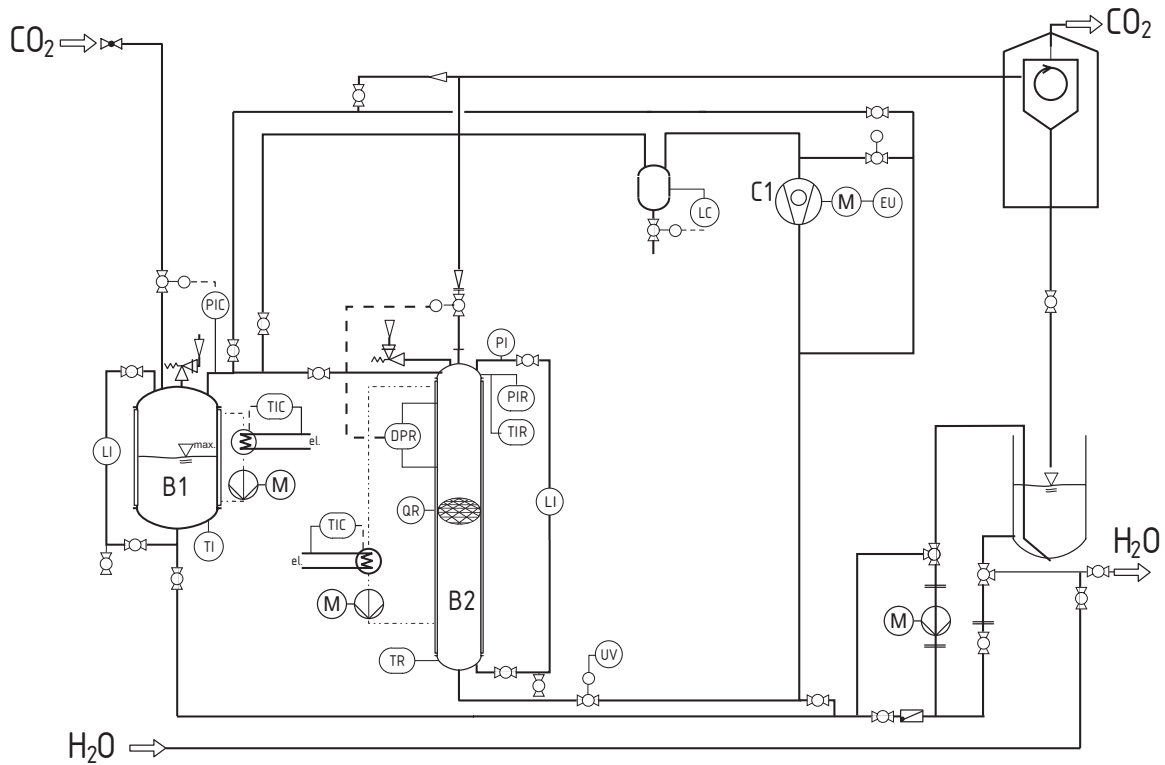 CO₂
CO₂
C1
M
EU
LC
PIC
PI
PIR
TIR
TIC
el.
max.
LI
B1
M
TI
DPR
QR
LI
TIC
el.
M
B2
TR
UV
M
H₂O
H₂O